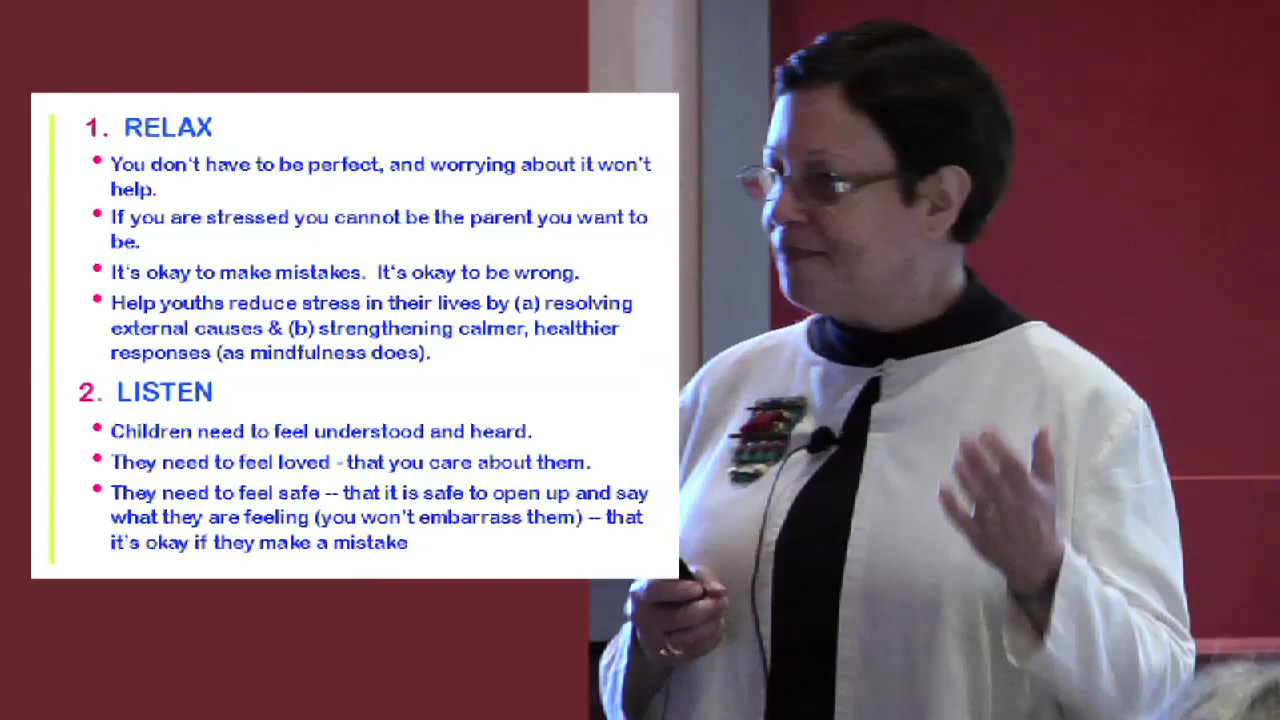 1. RELAX
• You don't have to be perfect, and worrying about it won't
help.
• If you are stressed you cannot be the parent you want to
be.
• It's okay to make mistakes.  It's okay to be wrong.
• Help youths reduce stress in their lives by (a) resolving
external causes & (b) strengthening calmer, healthier
responses (as mindfulness does).
2. LISTEN
• Children need to feel understood and heard.
• They need to feel loved - that you care about them.
• They need to feel safe -- that it is safe to open up and say
what they are feeling (you won't embarrass them) -- that
it's okay if they make a mistake